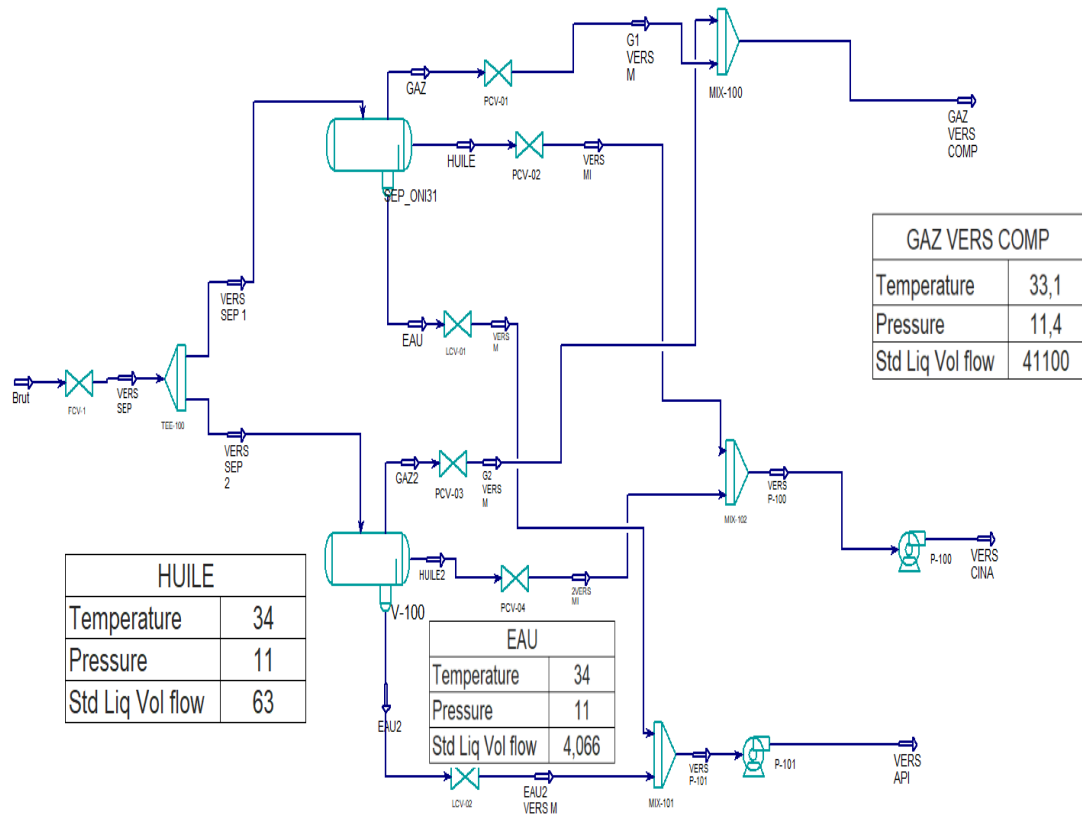 G1
VERS
M
GAZ
PCV-01
MIX-100
GAZ
VERS
COMP
HUILE
PCV-02
VERS
MI
SEP_ONI31
GAZ VERS COMP
Temperature 33,1
Pressure 11,4
Std Liq Vol flow 41100
VERS
SEP 1
EAU
LCV-01
VERS
M
Brut
FCV-1
VERS
SEP
TEE-100
VERS
SEP
2
GAZ2
PCV-03
G2
VERS
M
MIX-102
VERS
P-100
P-100
VERS
CINA
HUILE2
PCV-04
2VERS
MI
V-100
HUILE
Temperature 34
Pressure 11
Std Liq Vol flow 63
EAU
Temperature 34
Pressure 11
Std Liq Vol flow 4,066
EAU2
LCV-02
EAU2
VERS M
MIX-101
VERS
P-101
P-101
VERS
API